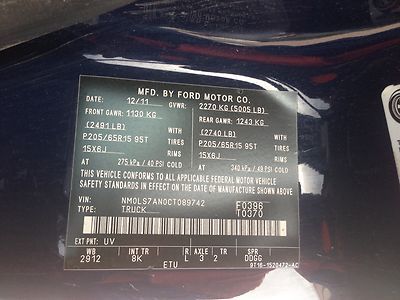 MFD. BY FORD MOTOR CO.
DATE: 12/11 GVWR: 2270 KG (5005 LB)
FRONT GAWR: 1130 KG REAR GAWR: 1243 KG
(2491 LB) (2740 LB)
P205/65R15 95T TIRES P205/65R15 95T TIRES
15X6J RIMS 15X6J RIMS
AT 275 kPa / 40 PSI COLD AT 340 kPa / 49 PSI COLD
THIS VEHICLE CONFORMS TO ALL APPLICABLE FEDERAL MOTOR VEHICLE
SAFETY STANDARDS IN EFFECT ON THE DATE OF MANUFACTURE SHOWN ABOVE.
VIN: NM0LS7AN0CT089742 F0396
TYPE: TRUCK T0370
EXT PNT: UV
WB INT TR L R AXLE TR SPR
2912 8K L 3 2 DDGG
ETU 9T16-1520472-AC